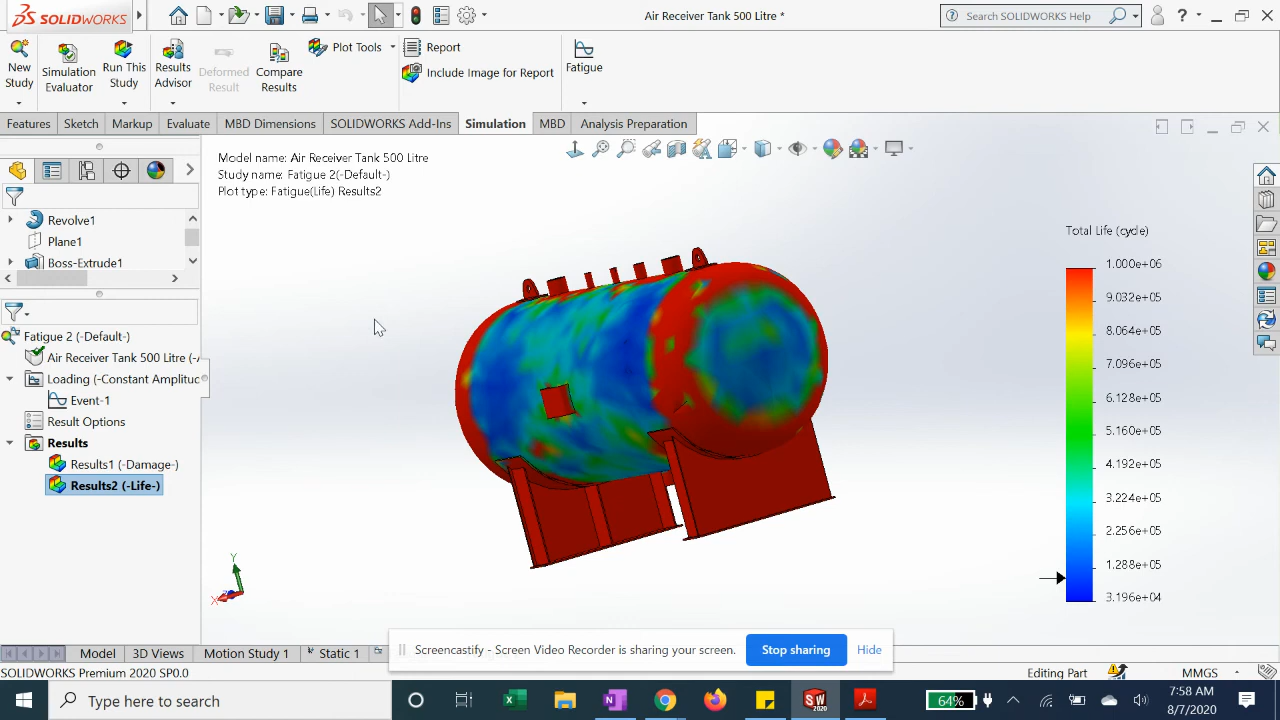 SOLIDWORKS
Air Receiver Tank 500 Litre *
Search SOLIDWORKS Help
New
Study
Simulation
Evaluator
Run This
Study
Results
Advisor
Deformed
Result
Compare
Results
Plot Tools
Report
Include Image for Report
Fatigue
Features
Sketch
Markup
Evaluate
MBD Dimensions
SOLIDWORKS Add-Ins
Simulation
MBD
Analysis Preparation
Model name: Air Receiver Tank 500 Litre
Study name: Fatigue 2(-Default-)
Plot type: Fatigue(Life) Results2
Revolve1
Plane1
Boss-Extrude1
Fatigue 2 (-Default-)
Air Receiver Tank 500 Litre (-/
Loading (-Constant Amplituc
Event-1
Result Options
Results
Results1 (-Damage-)
Results2 (-Life-)
Total Life (cycle)
1.000e+06
9.032e+05
8.064e+05
7.096e+05
6.128e+05
5.160e+05
4.192e+05
3.224e+05
2.256e+05
1.288e+05
3.196e+04
Y
X
Model
3D Views
Motion Study 1
Static 1
Screencastify - Screen Video Recorder is sharing your screen.
Stop sharing
Hide
SOLIDWORKS Premium 2020 SP0.0
Editing Part
MMGS
Type here to search
SW
2020
64%
7:58 AM
8/7/2020